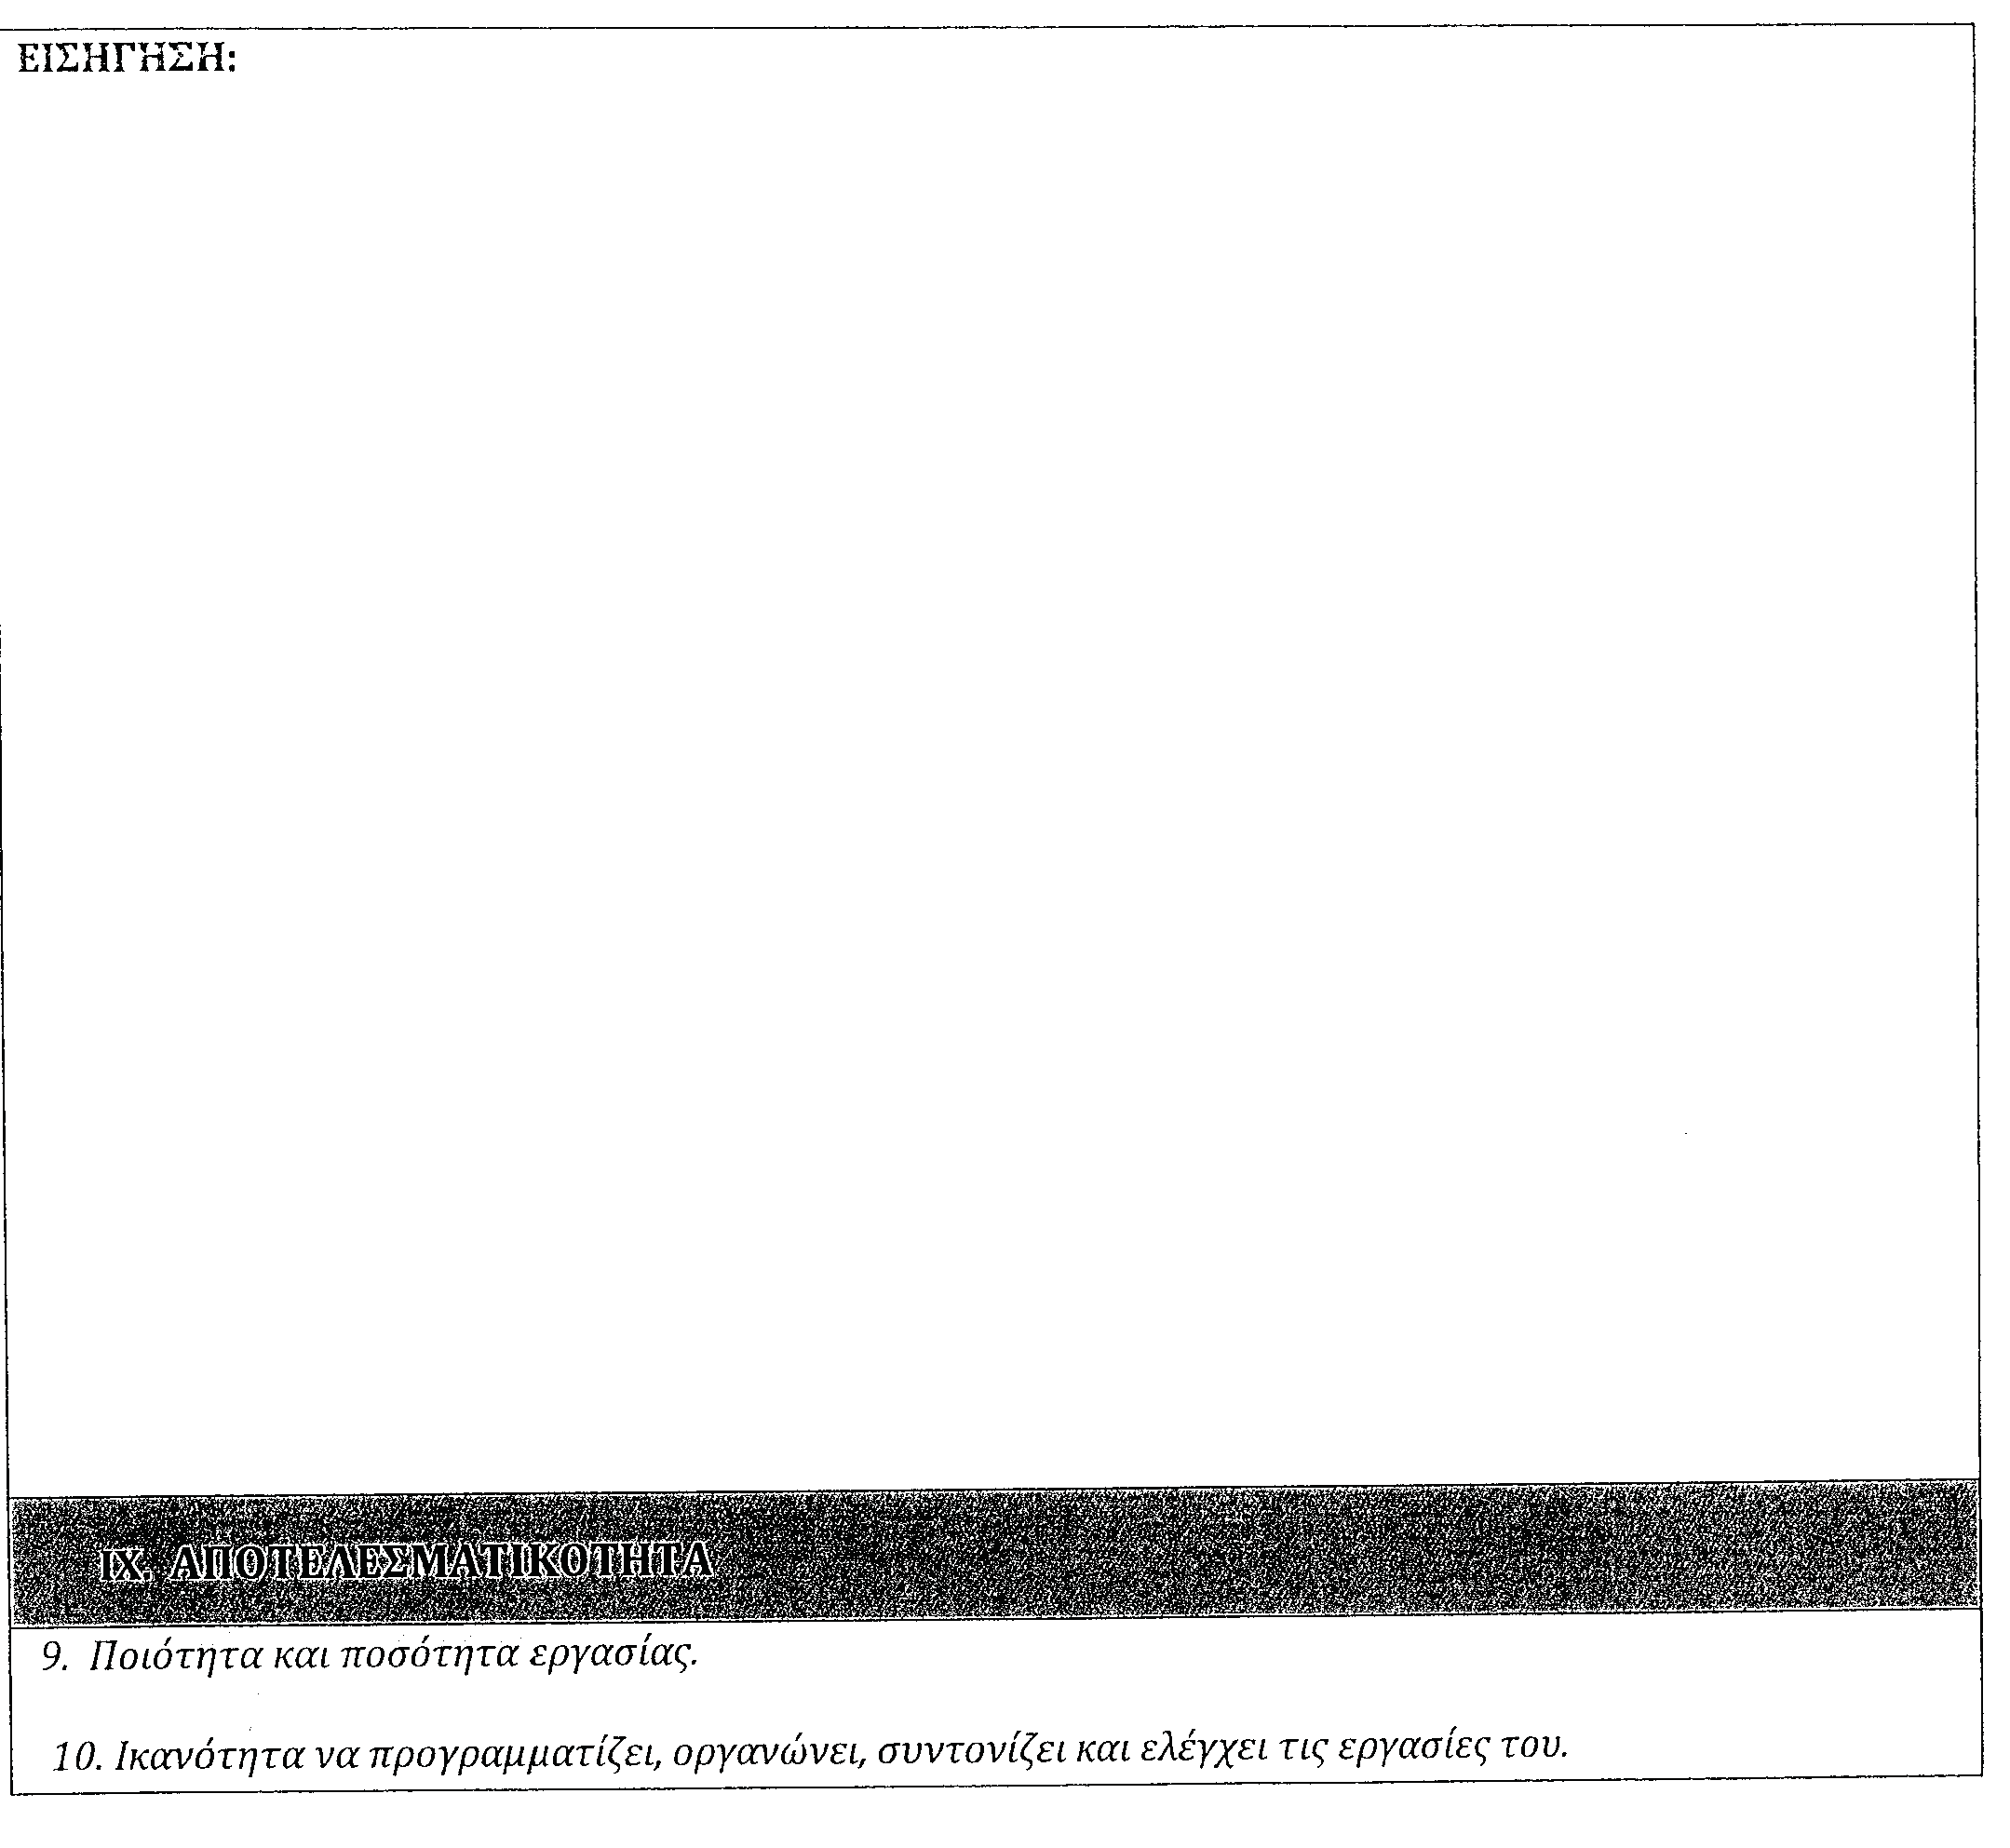 ΕΙΣΗΓΗΣΗ:
IX. ΑΠΟΤΕΛΕΣΜΑΤΙΚΟΤΗΤΑ
9. Ποιότητα και ποσότητα εργασίας.
10. Ικανότητα να προγραμματίζει, οργανώνει, συντονίζει και ελέγχει τις εργασίες του.